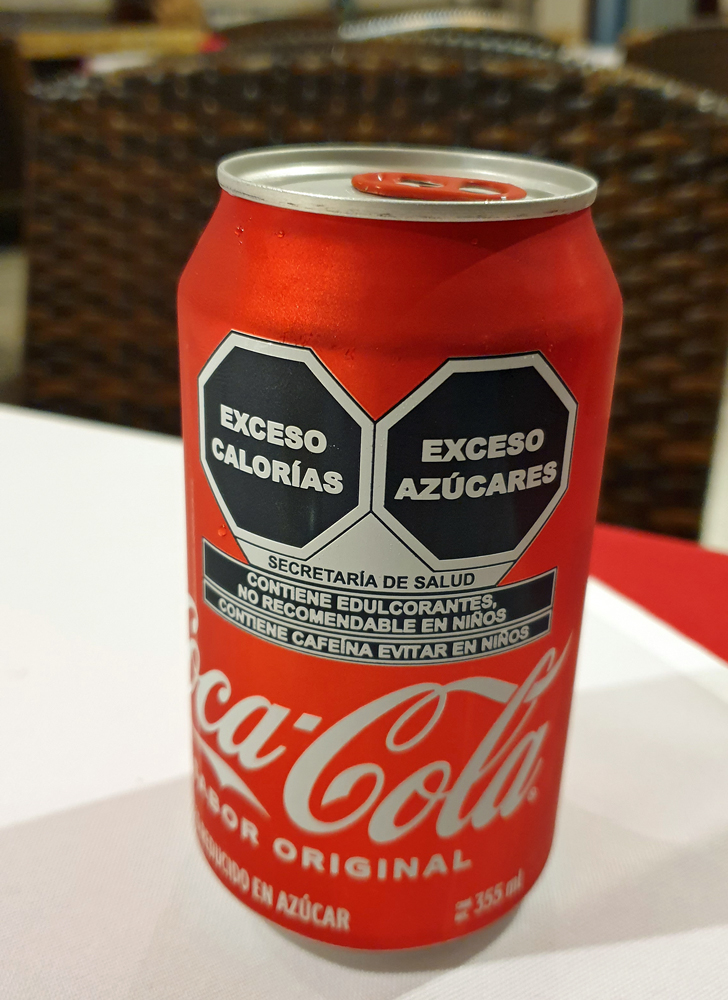 EXCESO
CALORÍAS
EXCESO
AZÚCARES
SECRETARÍA DE SALUD
CONTIENE EDULCORANTES,
NO RECOMENDABLE EN NIÑOS
CONTIENE CAFEÍNA EVITAR EN NIÑOS
Coca-Cola
SABOR ORIGINAL
REDUCIDO EN AZÚCAR
355 mL